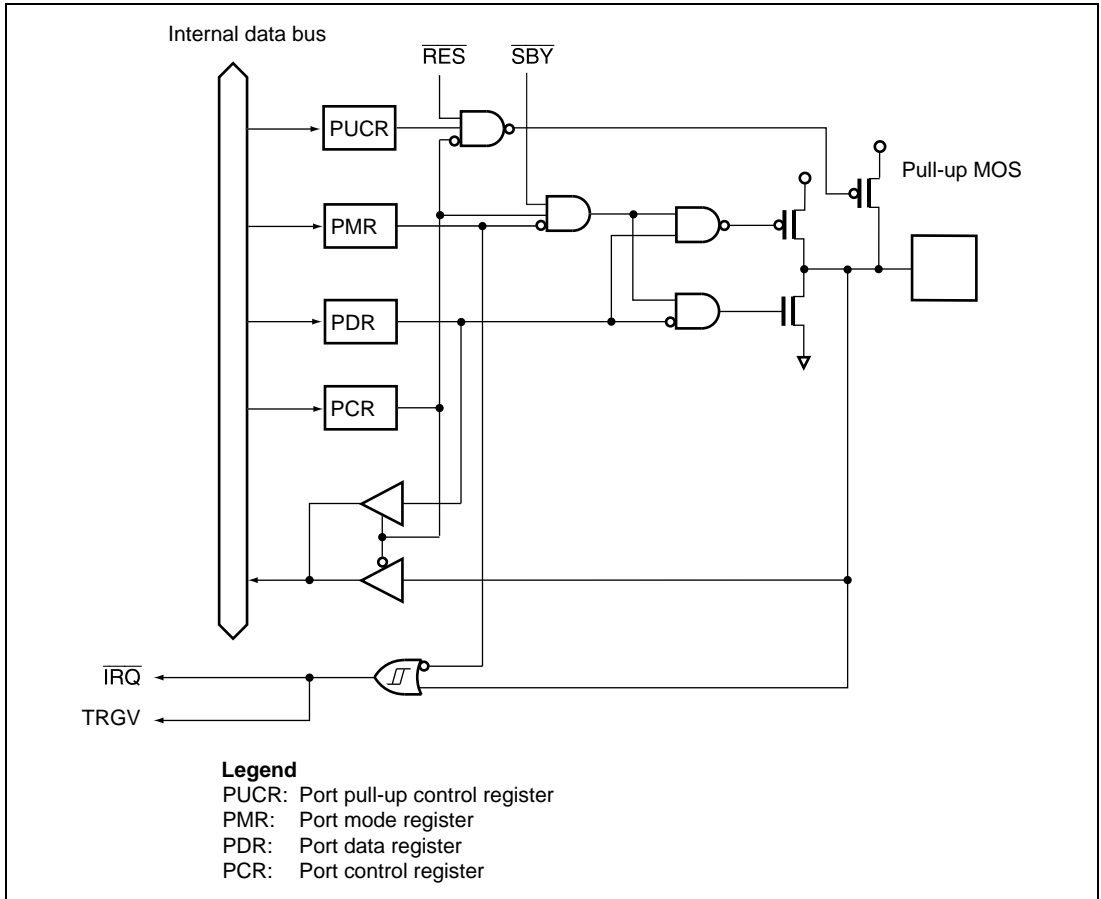 Internal data bus
RES
SBY
PUCR
Pull-up MOS
PMR
PDR
PCR
IRQ
TRGV
Legend
PUCR: Port pull-up control register
PMR: Port mode register
PDR: Port data register
PCR: Port control register